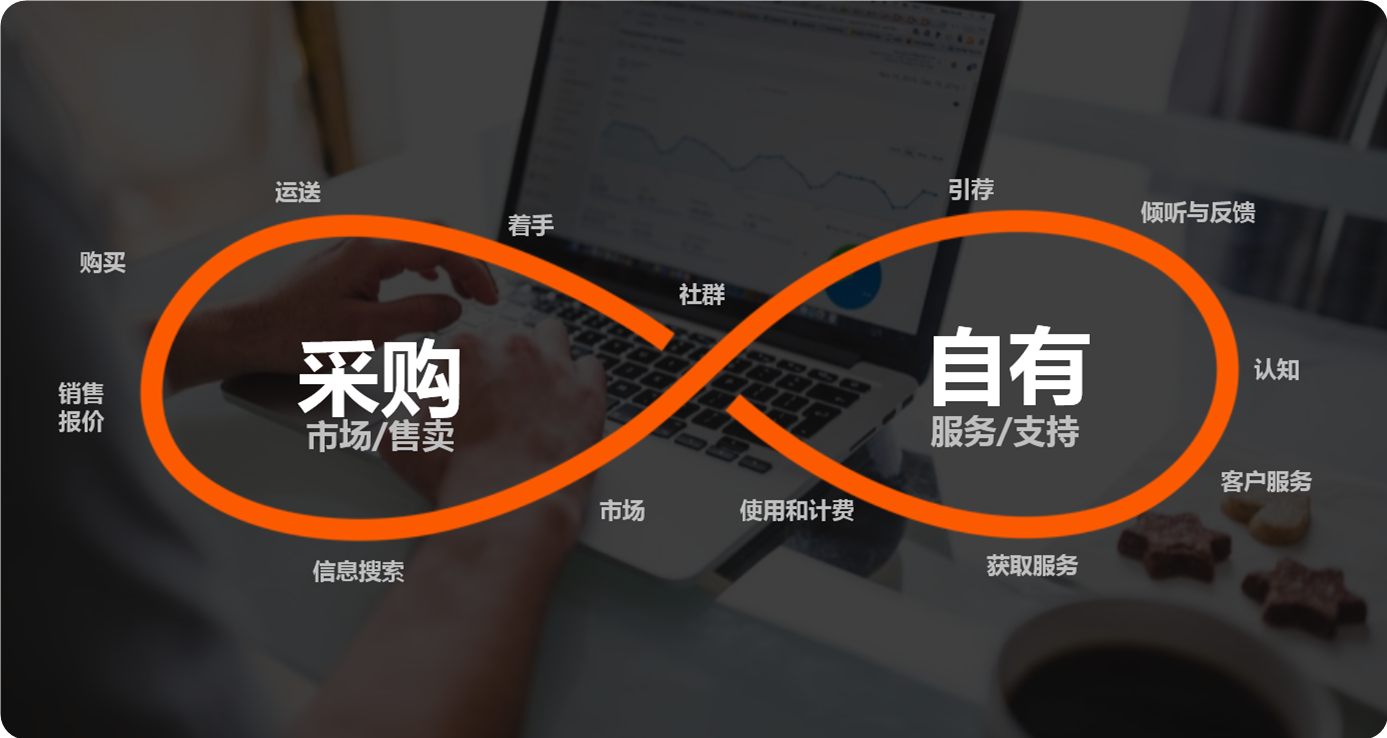 引荐
运送
倾听与反馈
着手
购买
社群
采购
市场/售卖
自有
服务/支持
认知
销售
报价
客户服务
市场
使用和计费
获取服务
信息搜索